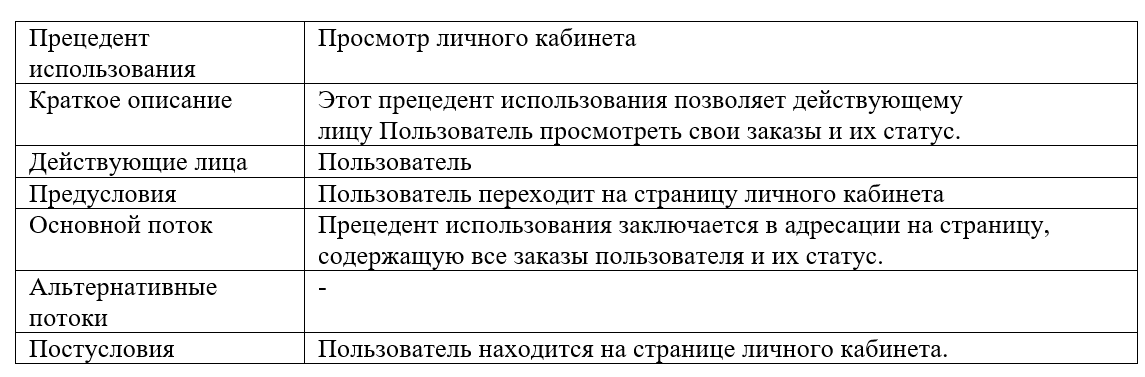 Прецедент использования
Просмотр личного кабинета
Краткое описание
Этот прецедент использования позволяет действующему
лицу Пользователь просмотреть свои заказы и их статус.
Действующие лица
Пользователь
Предусловия
Пользователь переходит на страницу личного кабинета
Основной поток
Прецедент использования заключается в адресации на страницу,
содержащую все заказы пользователя и их статус.
Альтернативные
потоки
-
Постусловия
Пользователь находится на странице личного кабинета.